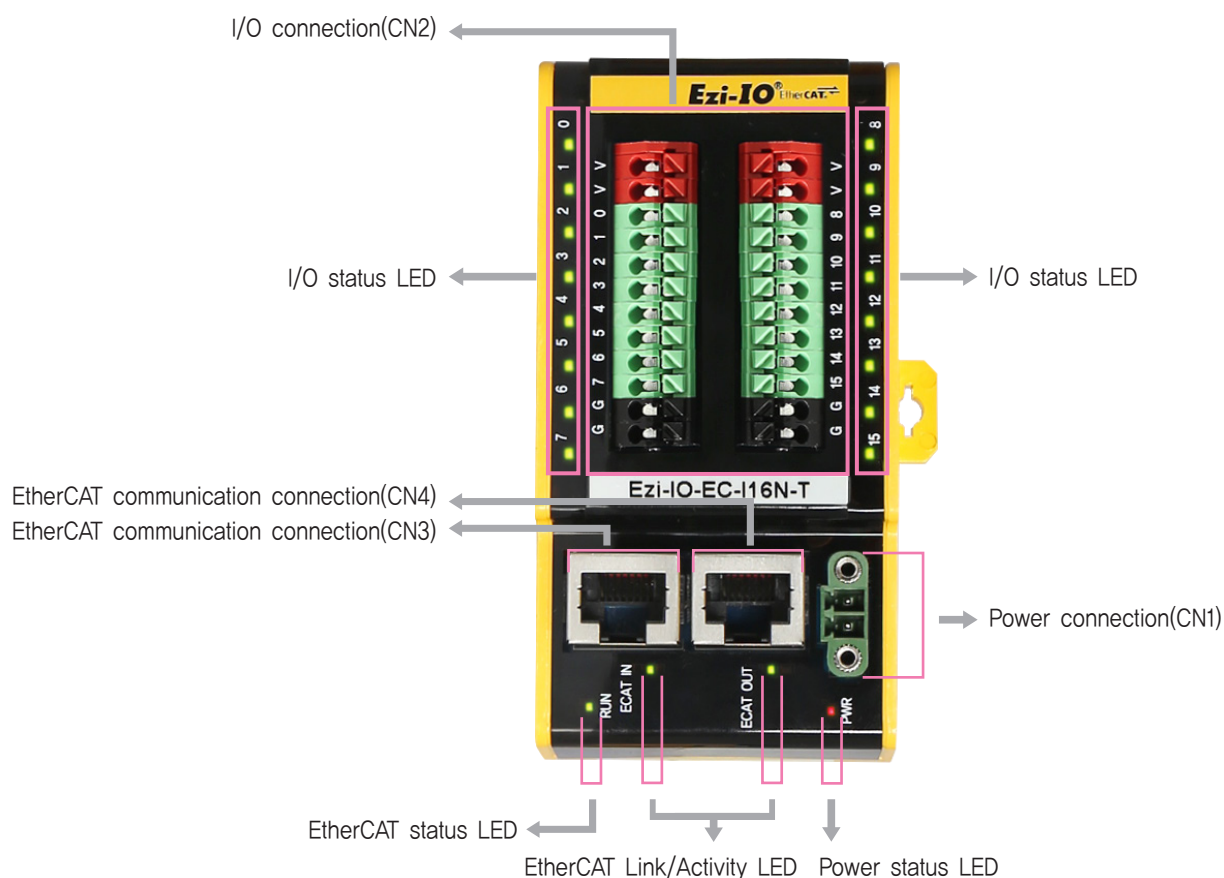 I/O connection(CN2)
Ezi-IO® EtherCAT
0
1
2
3
4
5
6
7
V
V
0
1
2
3
4
5
6
7
G
G
V
V
8
9
10
11
12
13
14
15
G
G
8
9
10
11
12
13
14
15
I/O status LED
I/O status LED
Ezi-IO-EC-I16N-T
EtherCAT communication connection(CN4)
EtherCAT communication connection(CN3)
Power connection(CN1)
RUN
ECAT IN
ECAT OUT
PWR
EtherCAT status LED
EtherCAT Link/Activity LED
Power status LED